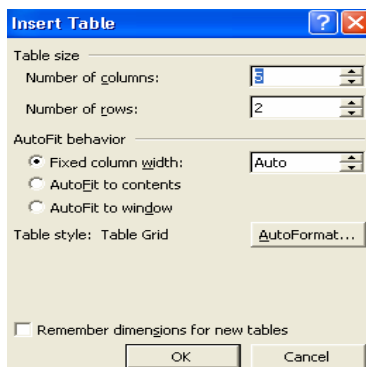 Insert Table
Table size
Number of columns: 5
Number of rows: 2
AutoFit behavior
Fixed column width: Auto
AutoFit to contents
AutoFit to window
Table style: Table Grid AutoFormat...
Remember dimensions for new tables
OK Cancel